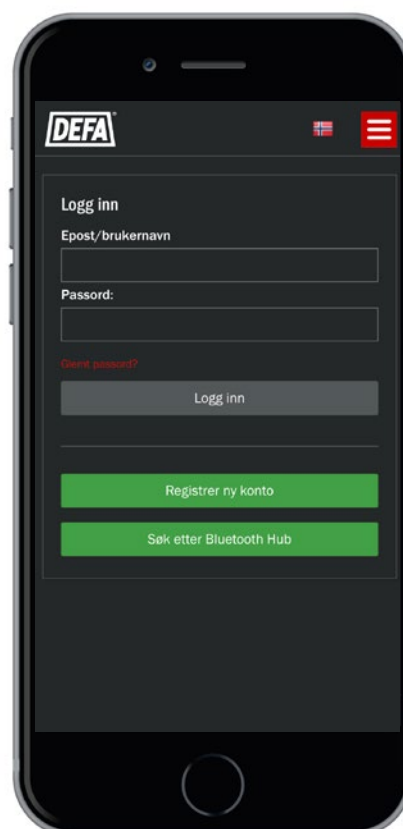 DEFA
Logg inn
Epost/brukernavn
Passord:
Glemt passord?
Logg inn
Registrer ny konto
Søk etter Bluetooth Hub